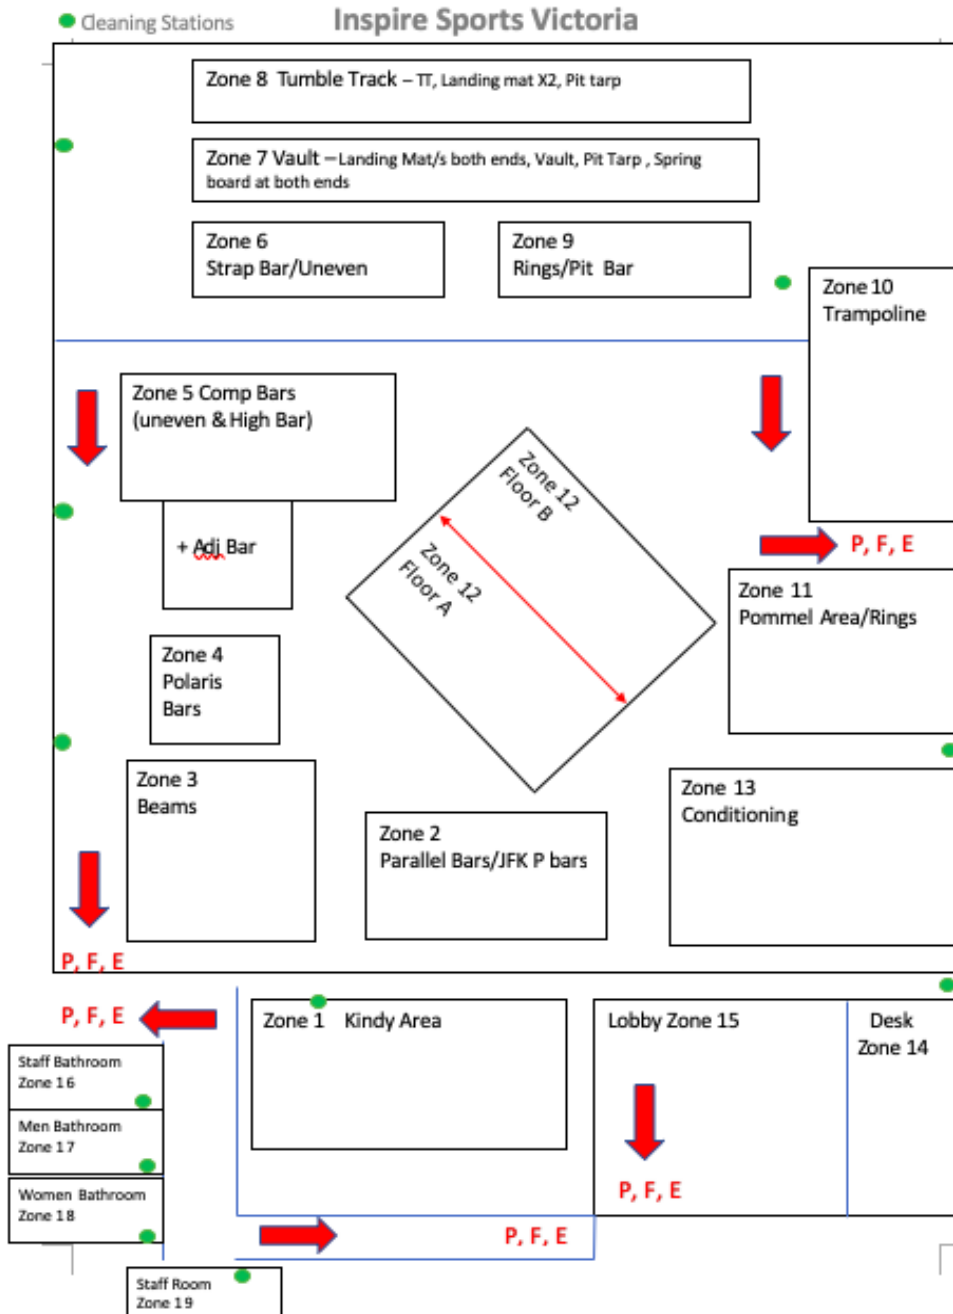 Cleaning Stations
Inspire Sports Victoria
Zone 8 Tumble Track – TT, Landing mat X2, Pit tarp
Zone 7 Vault –Landing Mat/s both ends, Vault, Pit Tarp , Spring
board at both ends
Zone 6
Strap Bar/Uneven
Zone 9
Rings/Pit Bar
Zone 10
Trampoline
Zone 5 Comp Bars
(uneven & High Bar)
+ Adj Bar
Zone 12
Floor B
Zone 12
Floor A
P, F, E
Zone 11
Pommel Area/Rings
Zone 4
Polaris
Bars
Zone 3
Beams
Zone 2
Parallel Bars/JFK P bars
Zone 13
Conditioning
P, F, E
P, F, E
Zone 1 Kindy Area
Lobby Zone 15
Desk
Zone 14
Staff Bathroom
Zone 16
Men Bathroom
Zone 17
Women Bathroom
Zone 18
P, F, E
P, F, E
Staff Room
Zone 19